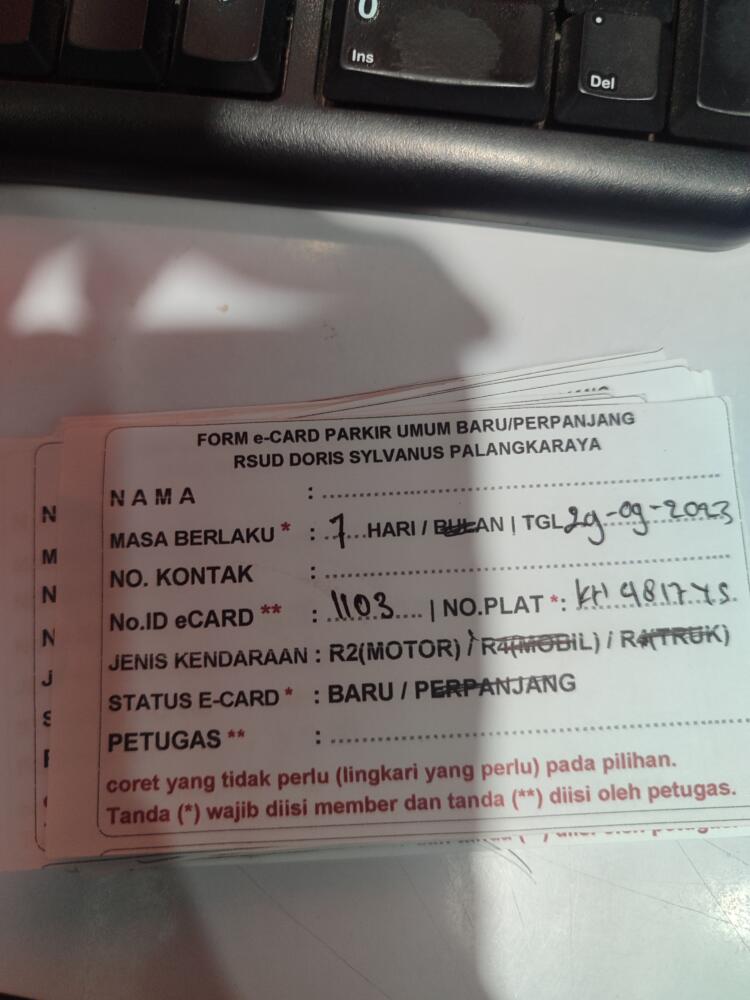 0
Ins
.
Del
FORM e-CARD PARKIR UMUM BARU/PERPANJANG
RSUD DORIS SYLVANUS PALANGKARAYA
NAMA :
MASA BERLAKU * : 7 HARI / BULAN | TGL 29-09-2023
NO. KONTAK :
No.ID eCARD ** : 1103 | NO.PLAT *: KH 4817 YS
JENIS KENDARAAN : R2(MOTOR) / R4(MOBIL) / R4(TRUK)
STATUS E-CARD * : BARU / PERPANJANG
PETUGAS ** :
coret yang tidak perlu (lingkari yang perlu) pada pilihan.
Tanda (*) wajib diisi member dan tanda (**) diisi oleh petugas.
N
M
N
N
J
S